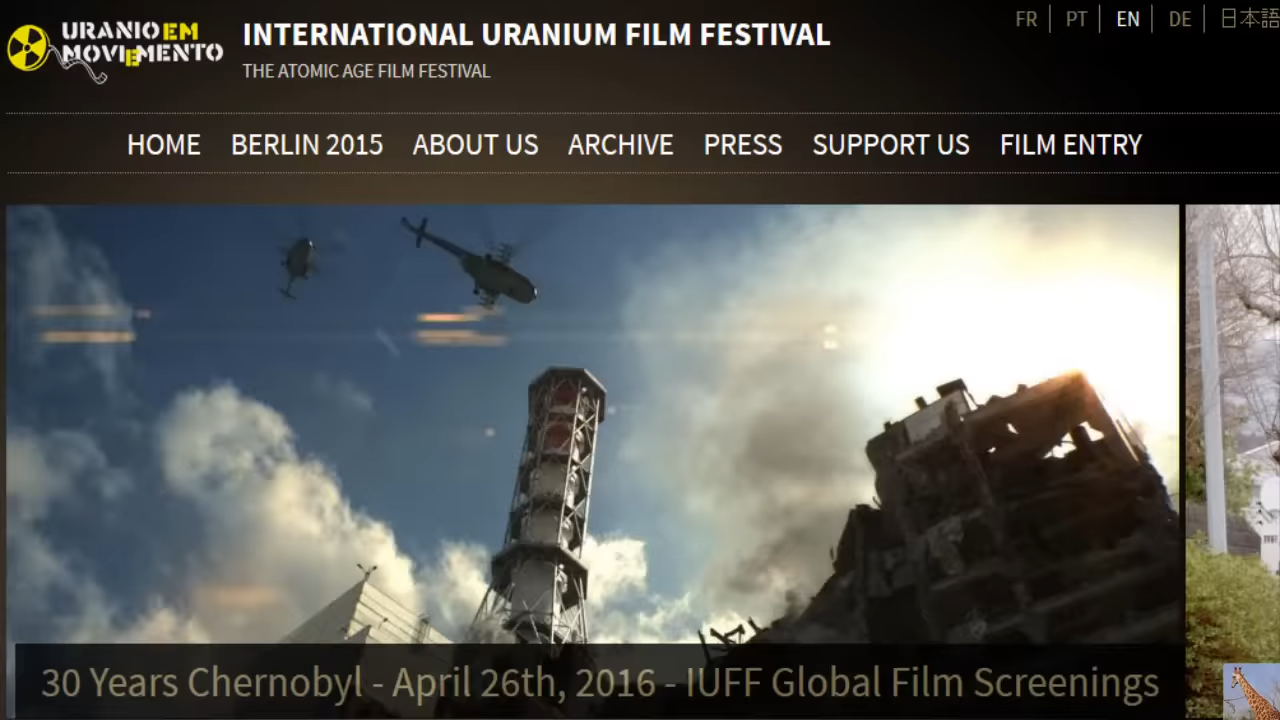 URANIO EM
MOVIEMENTO
INTERNATIONAL URANIUM FILM FESTIVAL
THE ATOMIC AGE FILM FESTIVAL
FR | PT | EN | DE | 日本語
HOME BERLIN 2015 ABOUT US ARCHIVE PRESS SUPPORT US FILM ENTRY
30 Years Chernobyl - April 26th, 2016 - IUFF Global Film Screenings